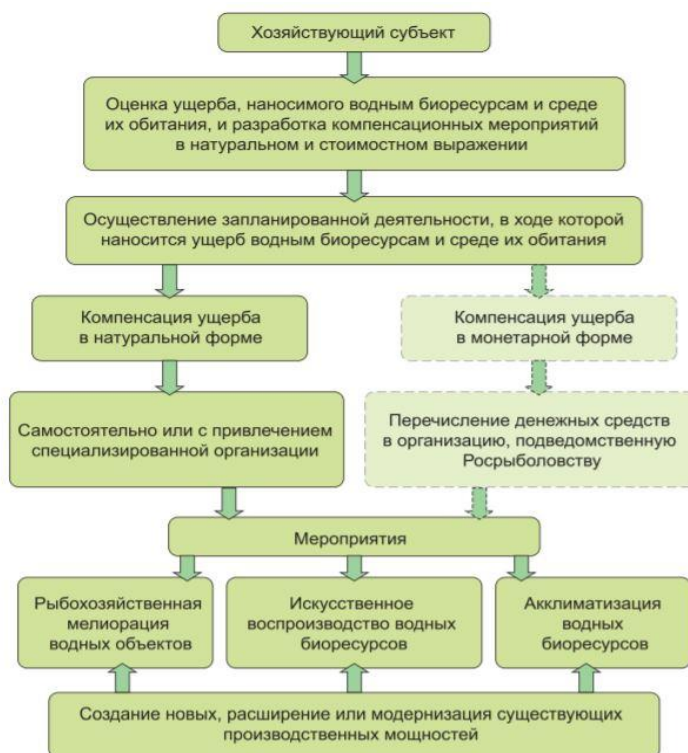 Хозяйствующий субъект
Оценка ущерба, наносимого водным биоресурсам и среде
их обитания, и разработка компенсационных мероприятий
в натуральном и стоимостном выражении
Осуществление запланированной деятельности, в ходе которой
наносится ущерб водным биоресурсам и среде их обитания
Компенсация ущерба
в натуральной форме
Компенсация ущерба
в монетарной форме
Самостоятельно или с привлечением
специализированной организации
Перечисление денежных средств
в организацию, подведомственную
Росрыболовству
Мероприятия
Рыбохозяйственная
мелиорация
водных объектов
Искусственное
воспроизводство водных
биоресурсов
Акклиматизация
водных
биоресурсов
Создание новых, расширение или модернизация существующих
производственных мощностей